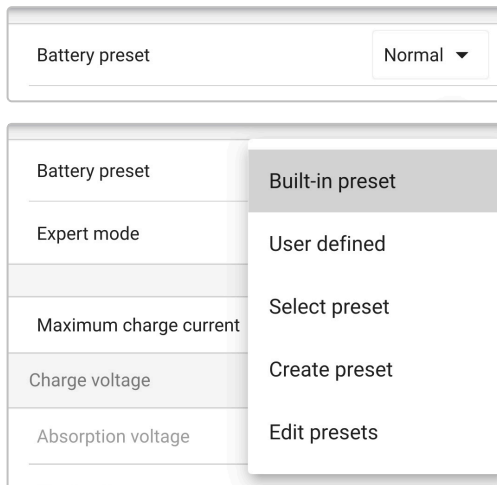 Battery preset Normal
Battery preset
Built-in preset
Expert mode
User defined
Select preset
Maximum charge current
Create preset
Charge voltage
Absorption voltage
Edit presets